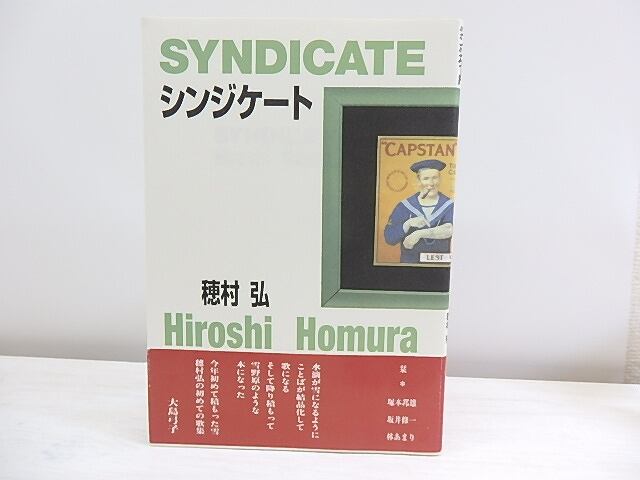 SYNDICATE
シンジケート
"CAPSTAN
LEST
穂村 弘
Hiroshi Homura
栞
*
塚本邦雄
坂井修一
林あまり
水滴が雪になるように
ことばが結晶化して
歌になる
そして降り積もって
雪野原のような
本になった
今年初めて積もった雪
穂村弘の初めての歌集
大島弓子